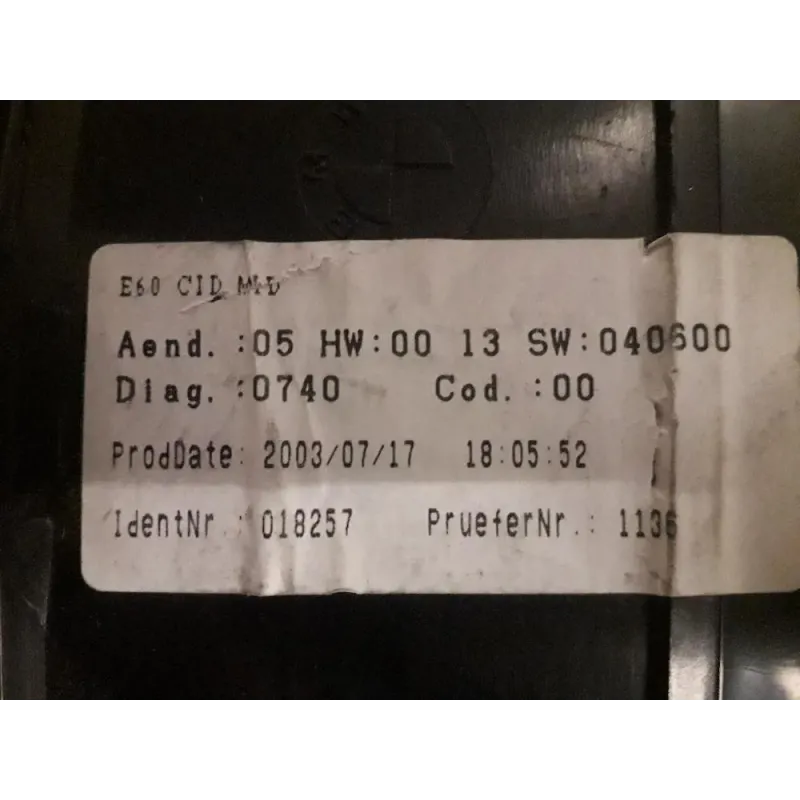 E60 CID MID
Aend. :05 HW:00 13 SW:040600
Diag. :0740 Cod. :00
ProdDate: 2003/07/17 18:05:52
IdentNr.: 018257 PrueferNr.: 1136